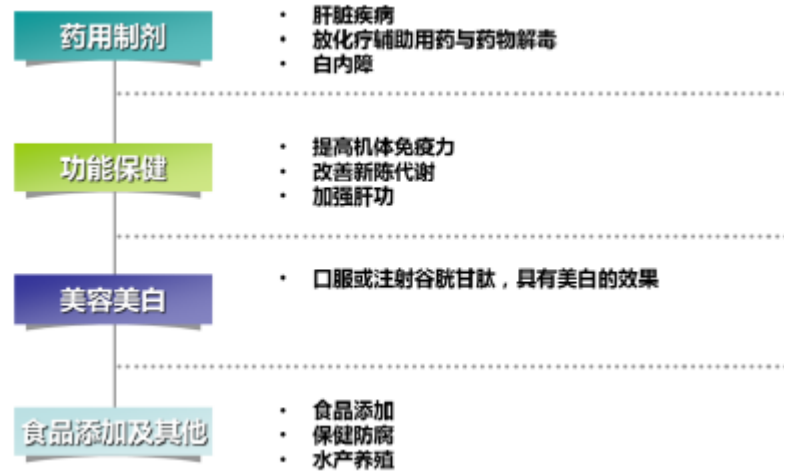 药用制剂
· 肝脏疾病
· 放化疗辅助用药与药物解毒
· 白内障
功能保健
· 提高机体免疫力
· 改善新陈代谢
· 加强肝功
美容美白
· 口服或注射谷胱甘肽，具有美白的效果
食品添加及其他
· 食品添加
· 保健防腐
· 水产养殖